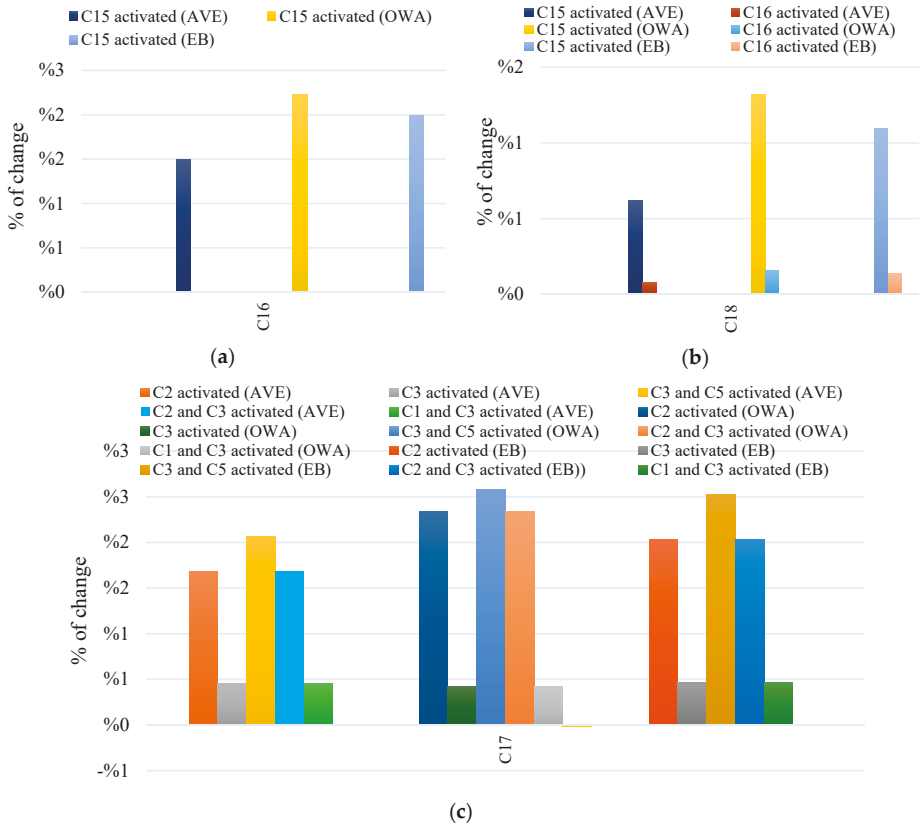 C15 activated (AVE) C15 activated (OWA)
C15 activated (EB)
%3
%2
%2
%1
%1
%0
% of change
C16
(a)
C15 activated (AVE) C16 activated (AVE)
C15 activated (OWA) C16 activated (OWA)
C15 activated (EB) C16 activated (EB)
%2
%1
%1
%0
% of change
C18
(b)
C2 activated (AVE) C3 activated (AVE) C3 and C5 activated (AVE)
C2 and C3 activated (AVE) C1 and C3 activated (AVE) C2 activated (OWA)
C3 activated (OWA) C3 and C5 activated (OWA) C2 and C3 activated (OWA)
C1 and C3 activated (OWA) C2 activated (EB) C3 activated (EB)
C3 and C5 activated (EB) C2 and C3 activated (EB)) C1 and C3 activated (EB)
%3
%3
%2
%2
%1
%1
%0
-%1
% of change
C17
(c)